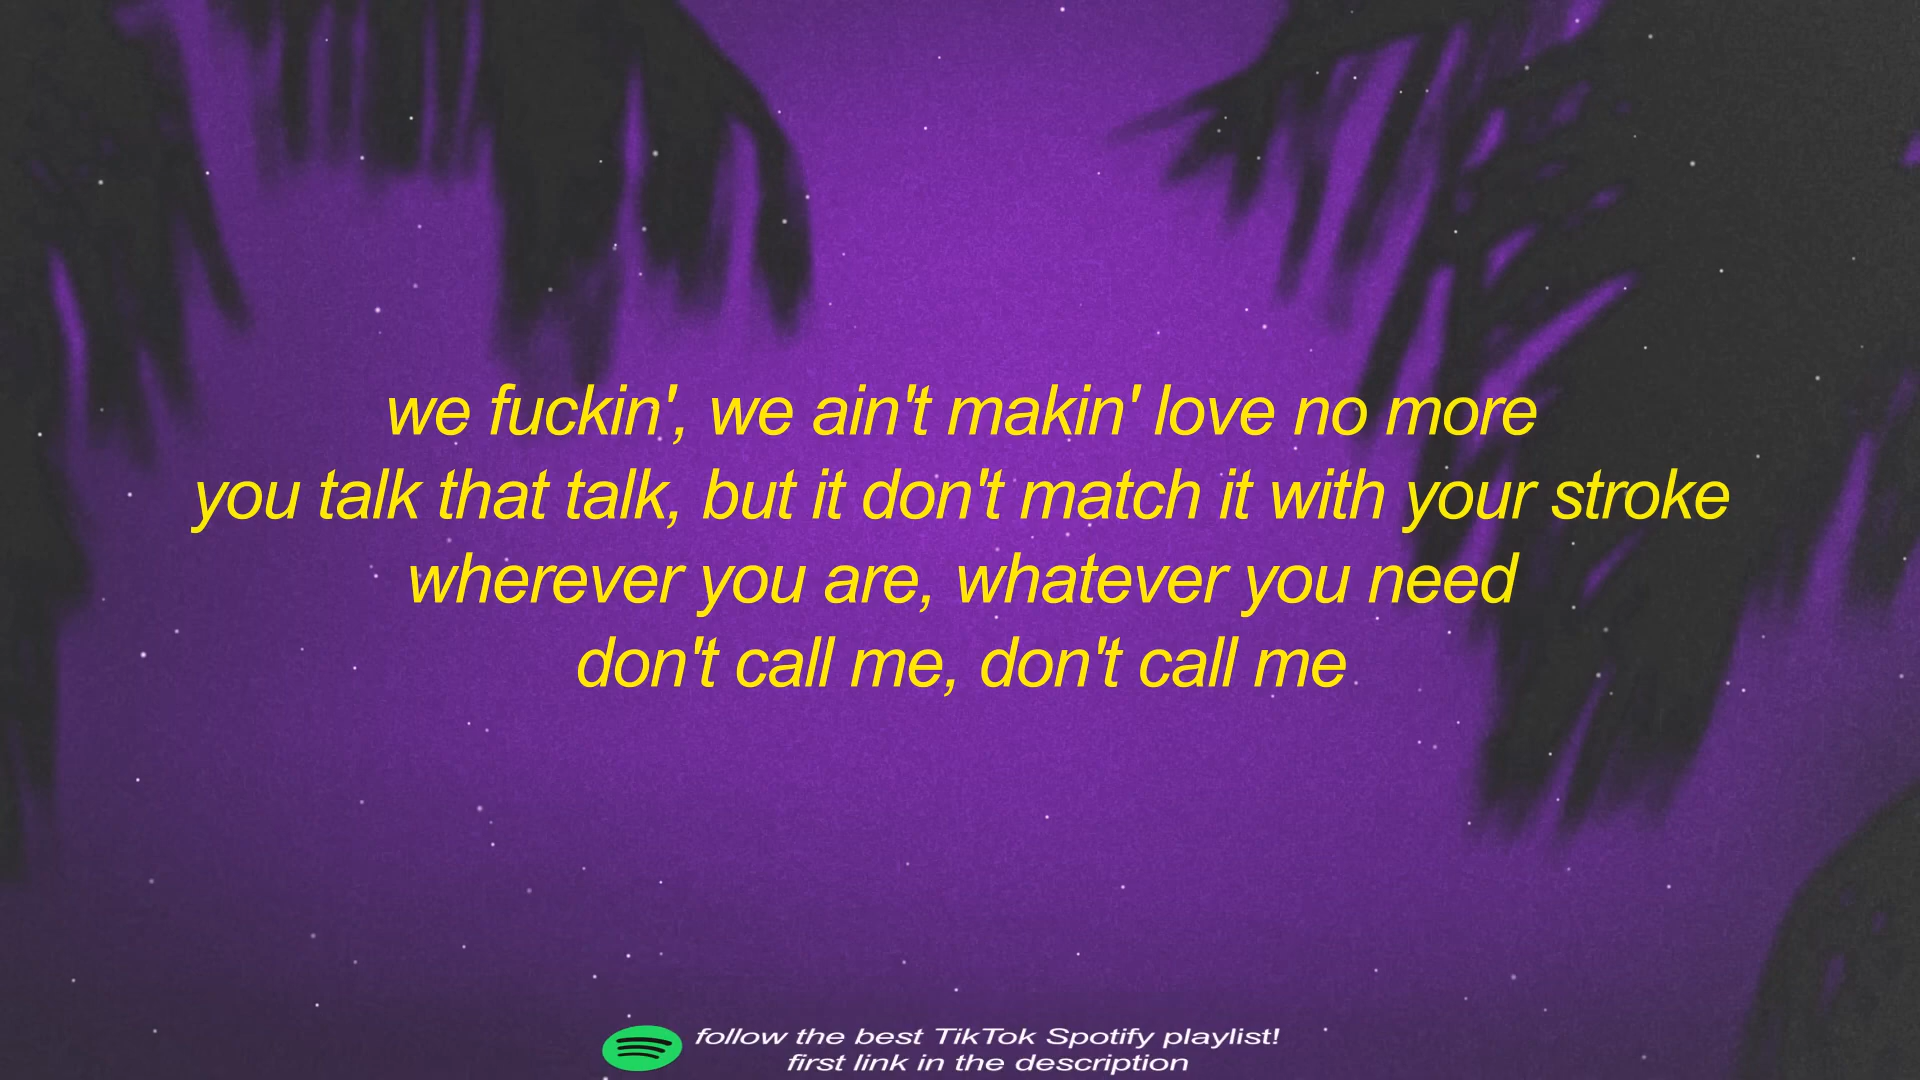 we fuckin', we ain't makin' love no more
you talk that talk, but it don't match it with your stroke
wherever you are, whatever you need
don't call me, don't call me
follow the best TikTok Spotify playlist!
first link in the description